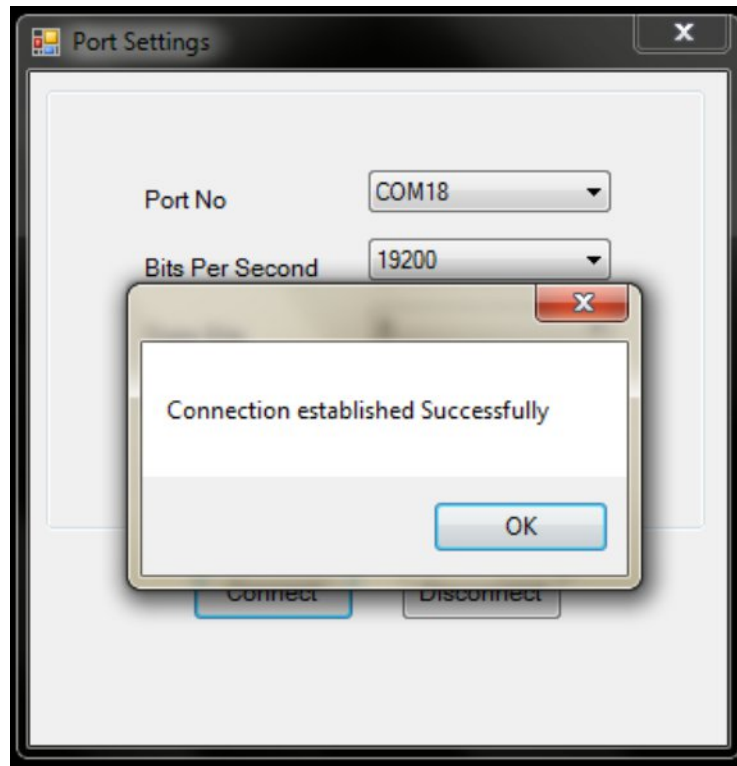 Port Settings
Port No
COM18
Bits Per Second
19200
Connection established Successfully
OK
Connect
Disconnect